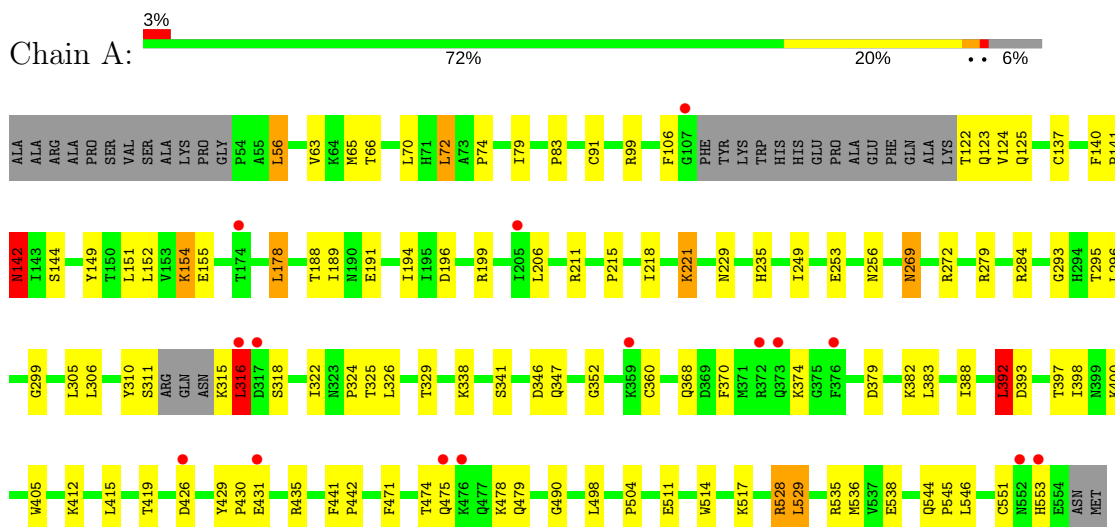 3%
Chain A:
72% 20% • • 6%
ALA ALA ARG ALA PRO SER VAL SER ALA LYS PRO GLY P54 A55 L56 V63 K64 M65 T66 L70 H71 L72 A73 P74 I79 P83 C91 R99 F106 G107 PHE TYR LYS TRP HIS HIS GLU PRO ALA GLU PHE GLN ALA LYS T122 Q123 V124 Q125 C137 F140 R141
N142 I143 S144 Y149 T150 L151 L152 V153 K154 E155 T174 L178 T188 I189 N190 E191 I194 I195 D196 R199 I205 L206 R211 P215 I218 K221 N229 H235 I249 E253 N256 N269 R272 R279 R284 G293 H294 T295 L296
G299 L305 L306 Y310 S311 ARG GLN ASN K315 L316 D317 S318 I322 N323 P324 T325 L326 T329 K338 S341 D346 Q347 G352 K359 C360 Q368 D369 F370 M371 R372 Q373 K374 G375 F376 D379 K382 L383 I388 L392 D393 T397 I398 N399 K400
W405 K412 L415 T419 D426 Y429 P430 E431 R435 F441 P442 F471 T474 Q475 K476 Q477 K478 Q479 G490 L498 P504 E511 W514 K517 R528 L529 R535 M536 V537 E538 Q544 P545 L546 C551 N552 H553 E554 ASN MET